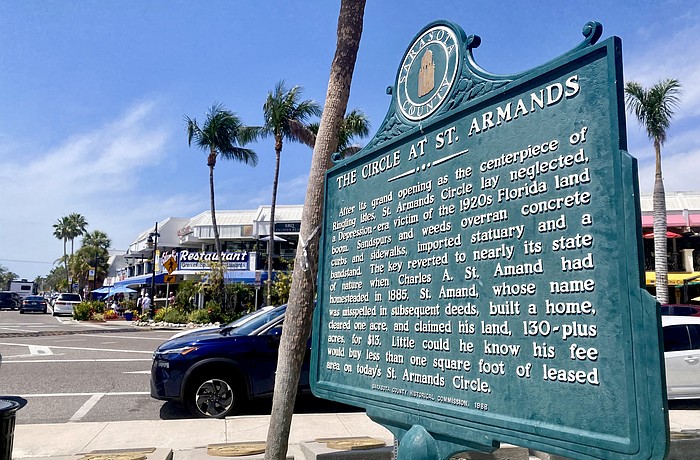 SARASOTA
COUNTY
THE CIRCLE AT ST. ARMANDS
After its grand opening as the centerpiece of
Ringling Isles, St. Armands Circle lay neglected,
a Depression-era victim of the 1920s Florida land
boom. Sandspurs and weeds overran concrete
curbs and sidewalks, imported statuary and a
bandstand. The key reverted to nearly its state
of nature when Charles A. St. Amand had
homesteaded in 1885. St. Amand, whose name
was misspelled in subsequent deeds, built a home,
cleared one acre, and claimed his land, 130-plus
acres, for $13. Little could he know his fee
would buy less than one square foot of leased
area on today's St. Armands Circle.
SARASOTA COUNTY HISTORICAL COMMISSION, 1988
Restaurant